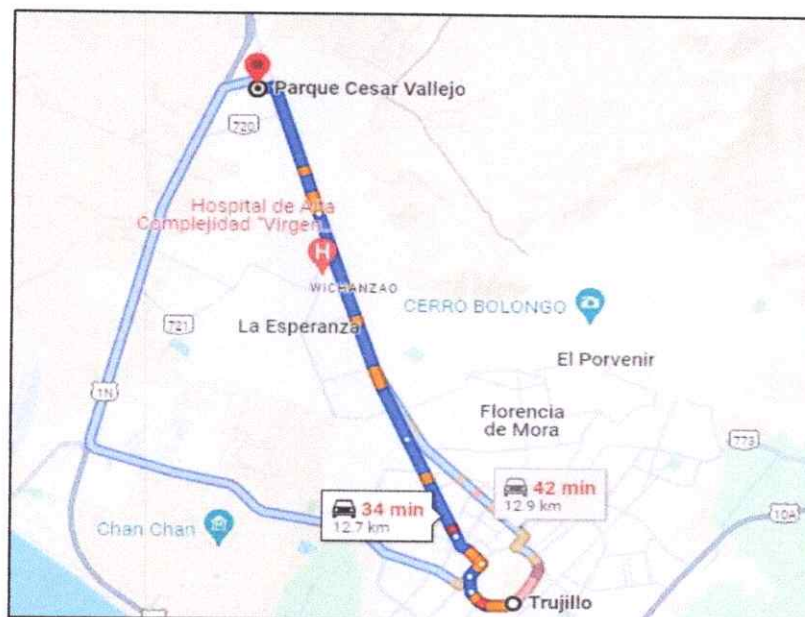 Parque Cesar Vallejo
720
Hospital de Alta
Complejidad "Virgen...
WICHANZAO
CERRO BOLONGO
721
La Esperanza
El Porvenir
1N
Florencia
de Mora
773
34 min
12.7 km
42 min
12.9 km
10A
Chan Chan
Trujillo